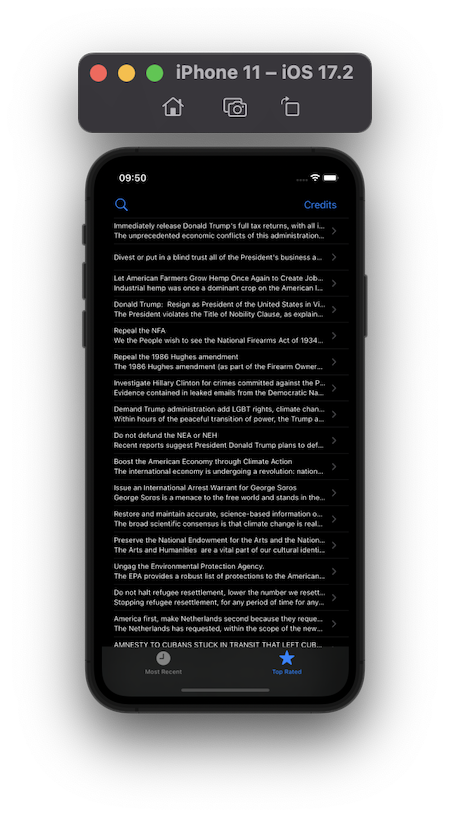 iPhone 11 – iOS 17.2
09:50
Credits
Immediately release Donald Trump's full tax returns, with all i...
The unprecedented economic conflicts of this administration...
Divest or put in a blind trust all of the President's business a...
Let American Farmers Grow Hemp Once Again to Create Job...
Industrial hemp was once a dominant crop on the American l...
Donald Trump:  Resign as President of the United States in Vi...
The President violates the Title of Nobility Clause, as explain...
Repeal the NFA
We the People wish to see the National Firearms Act of 1934...
Repeal the 1986 Hughes amendment
The 1986 Hughes amendment (as part of the Firearm Owner...
Investigate Hillary Clinton for crimes committed against the P...
Evidence contained in leaked emails from the Democratic Na...
Demand Trump administration add LGBT rights, climate chan...
Within hours of the peaceful transition of power, the Trump a...
Do not defund the NEA or NEH
Recent reports suggest President Donald Trump plans to def...
Boost the American Economy through Climate Action
The international economy is undergoing a revolution: nation...
Issue an International Arrest Warrant for George Soros
George Soros is a menace to the free world and stands in the...
Restore and maintain accurate, science-based information o...
The broad scientific consensus is that climate change is real...
Preserve the National Endowment for the Arts and the Nation...
The Arts and Humanities  are a vital part of our cultural identi...
Ungag the Environmental Protection Agency.
The EPA provides a robust list of protections to the American...
Do not halt refugee resettlement, lower the number we resett...
Stopping refugee resettlement, for any period of time for any...
America first, make Netherlands second because they reque...
The Netherlands has requested, within the scope of the new...
AMNESTY TO CUBANS STUCK IN TRANSIT THAT LEFT CUB...
Most Recent
Top Rated